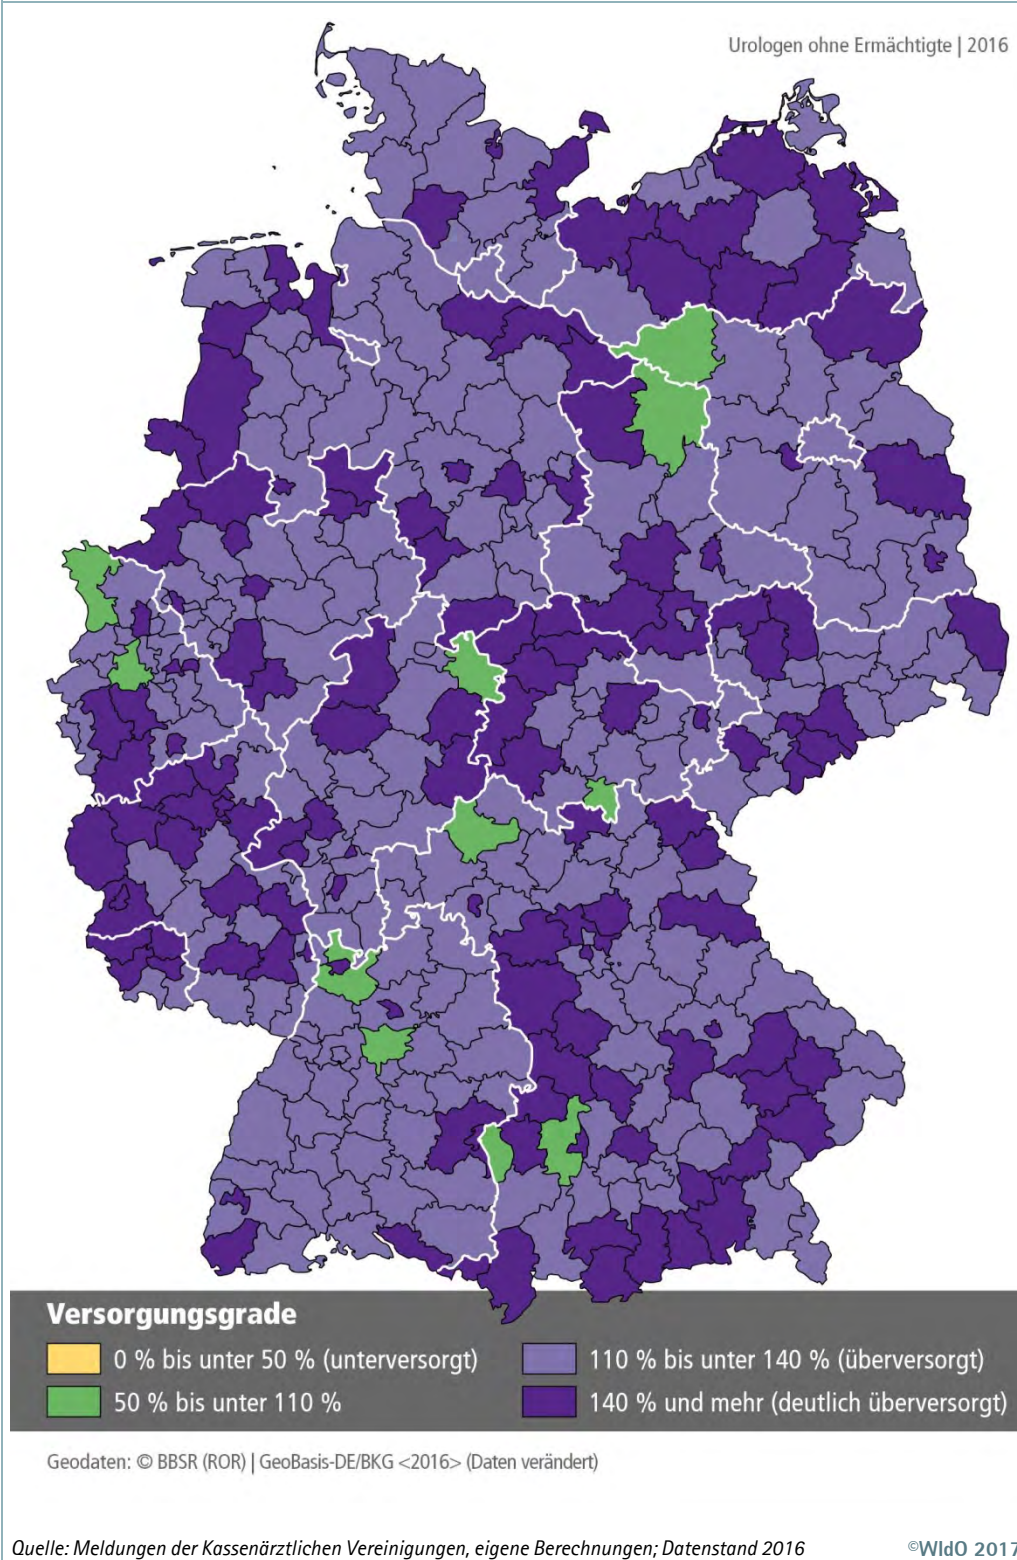 Urologen ohne Ermächtigte | 2016
Versorgungsgrade
0 % bis unter 50 % (unterversorgt)
110 % bis unter 140 % (überversorgt)
50 % bis unter 110 %
140 % und mehr (deutlich überversorgt)
Geodaten: © BBSR (ROR) | GeoBasis-DE/BKG <2016> (Daten verändert)
Quelle: Meldungen der Kassenärztlichen Vereinigungen, eigene Berechnungen; Datenstand 2016
©WIdO 2017